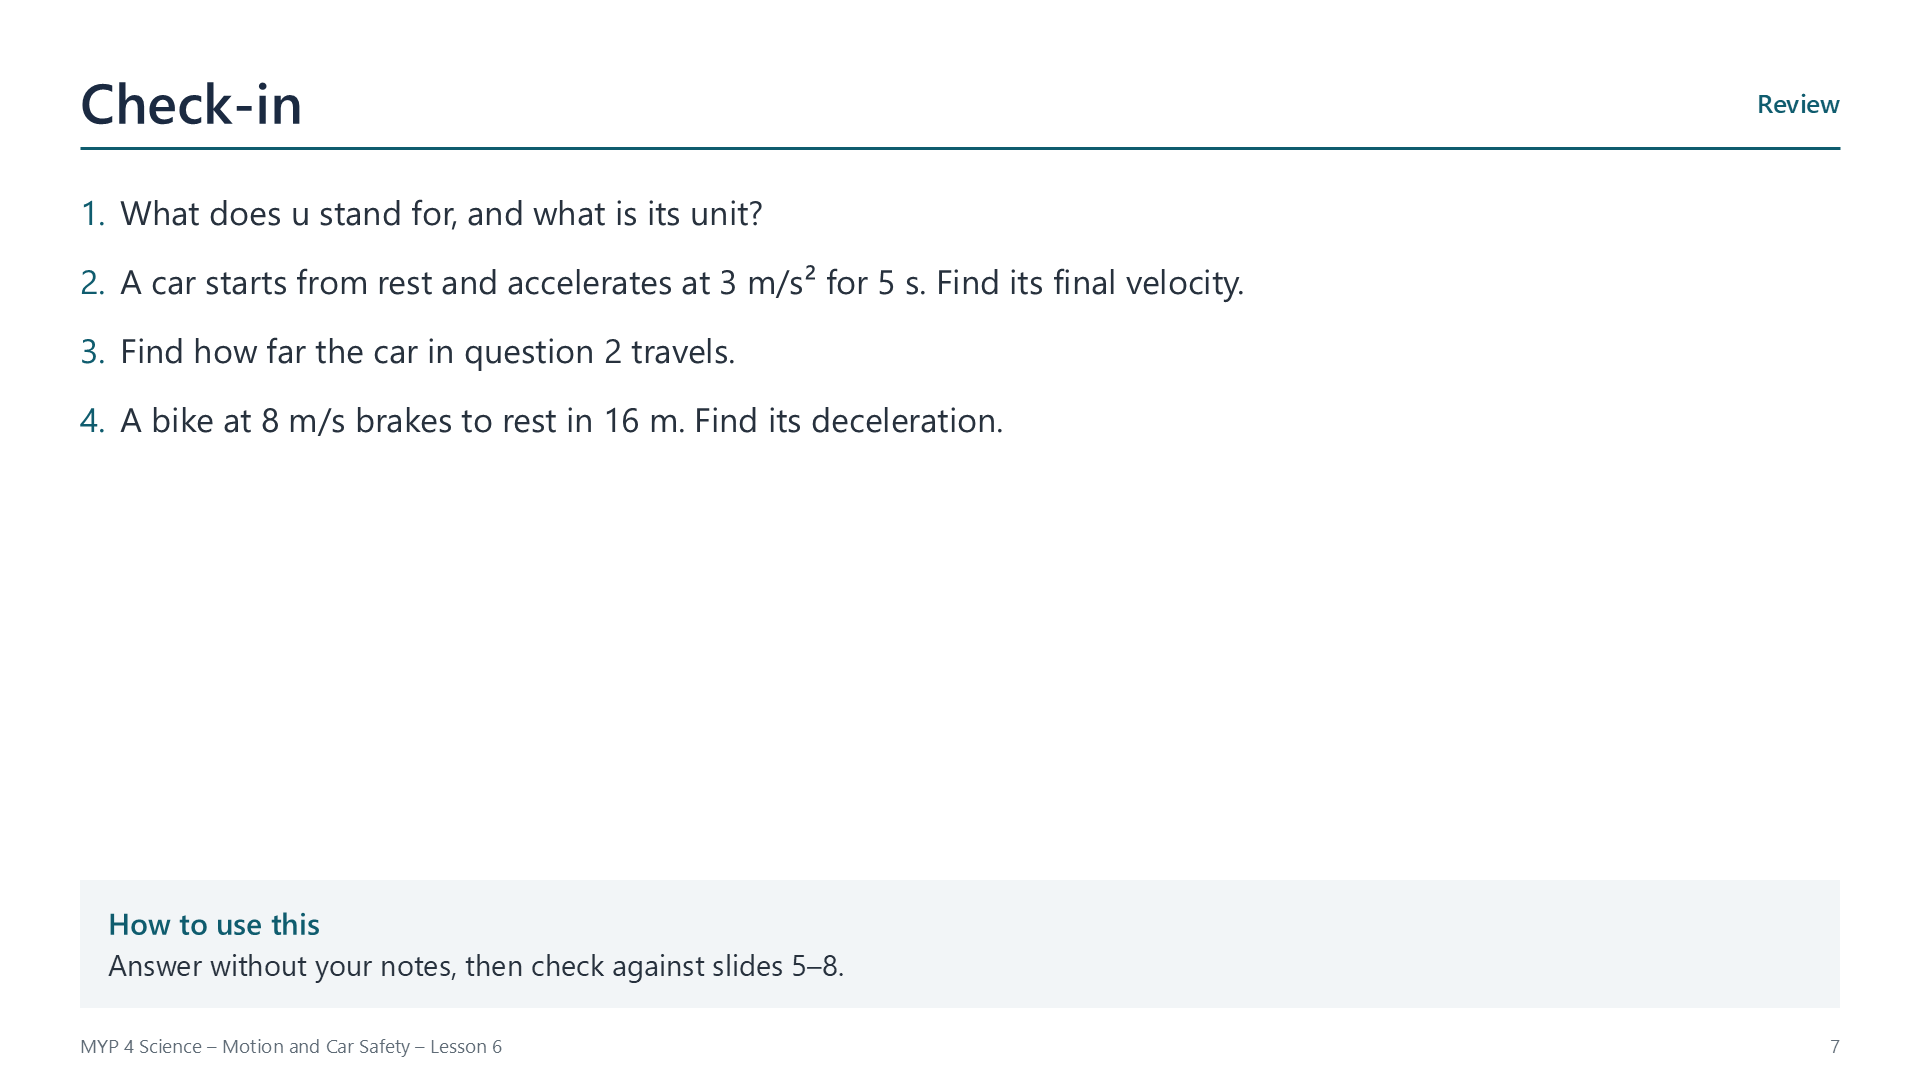 Check-in
Review
1. What does u stand for, and what is its unit?
2. A car starts from rest and accelerates at 3 m/s² for 5 s. Find its final velocity.
3. Find how far the car in question 2 travels.
4. A bike at 8 m/s brakes to rest in 16 m. Find its deceleration.
How to use this
Answer without your notes, then check against slides 5–8.
MYP 4 Science – Motion and Car Safety – Lesson 6
7